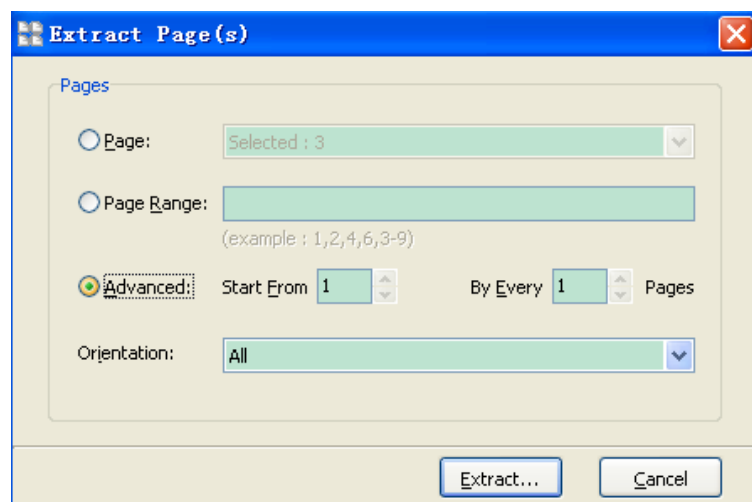 Extract Page(s)
Pages
Page: Selected : 3
Page Range:
(example : 1,2,4,6,3-9)
Advanced: Start From 1 By Every 1 Pages
Orientation: All
Extract... Cancel